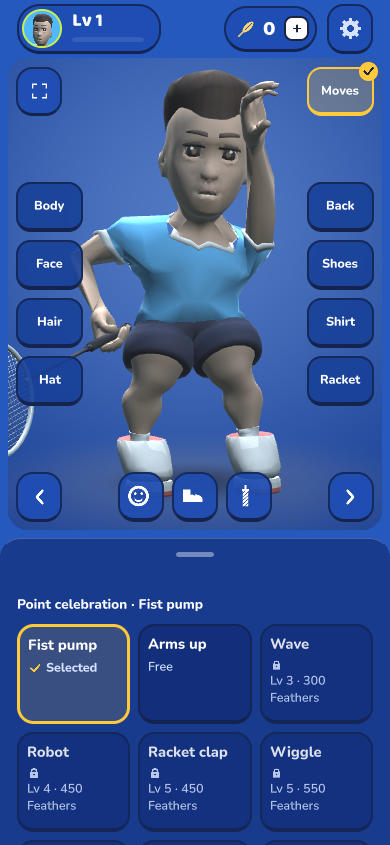 Lv 1
0
+
Moves
Body
Back
Face
Shoes
Hair
Shirt
Hat
Racket
Point celebration · Fist pump
Fist pump
Selected
Arms up
Free
Wave
Lv 3 · 300
Feathers
Robot
Lv 4 · 450
Feathers
Racket clap
Lv 5 · 450
Feathers
Wiggle
Lv 5 · 550
Feathers